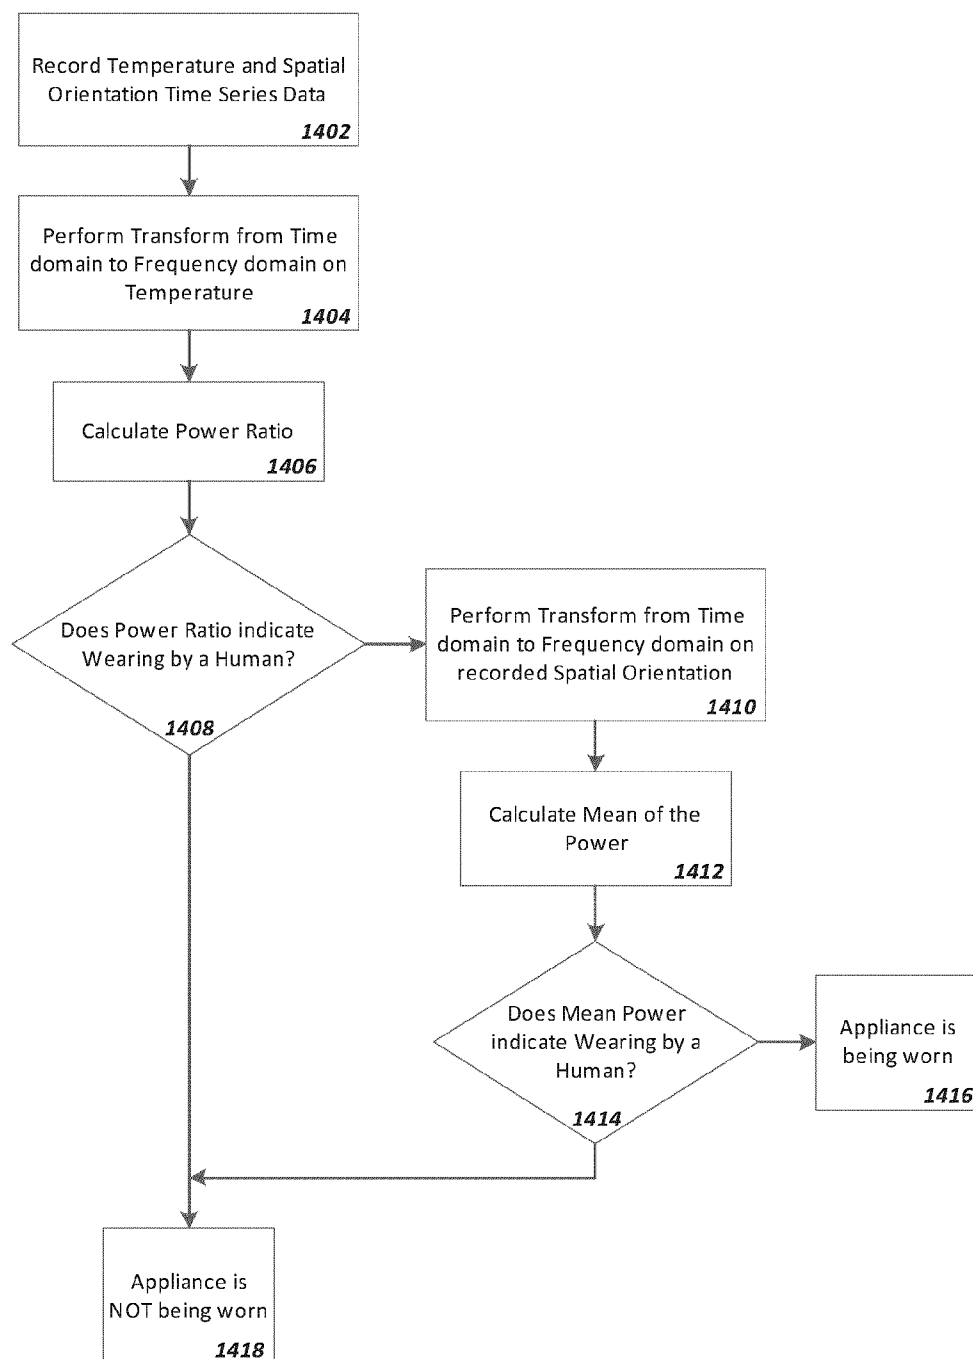 Record Temperature and Spatial
Orientation Time Series Data
1402
Perform Transform from Time
domain to Frequency domain on
Temperature
1404
Calculate Power Ratio
1406
Does Power Ratio indicate
Wearing by a Human?
1408
Perform Transform from Time
domain to Frequency domain on
recorded Spatial Orientation
1410
Calculate Mean of the
Power
1412
Does Mean Power
indicate Wearing by a
Human?
1414
Appliance is
being worn
1416
Appliance is
NOT being worn
1418